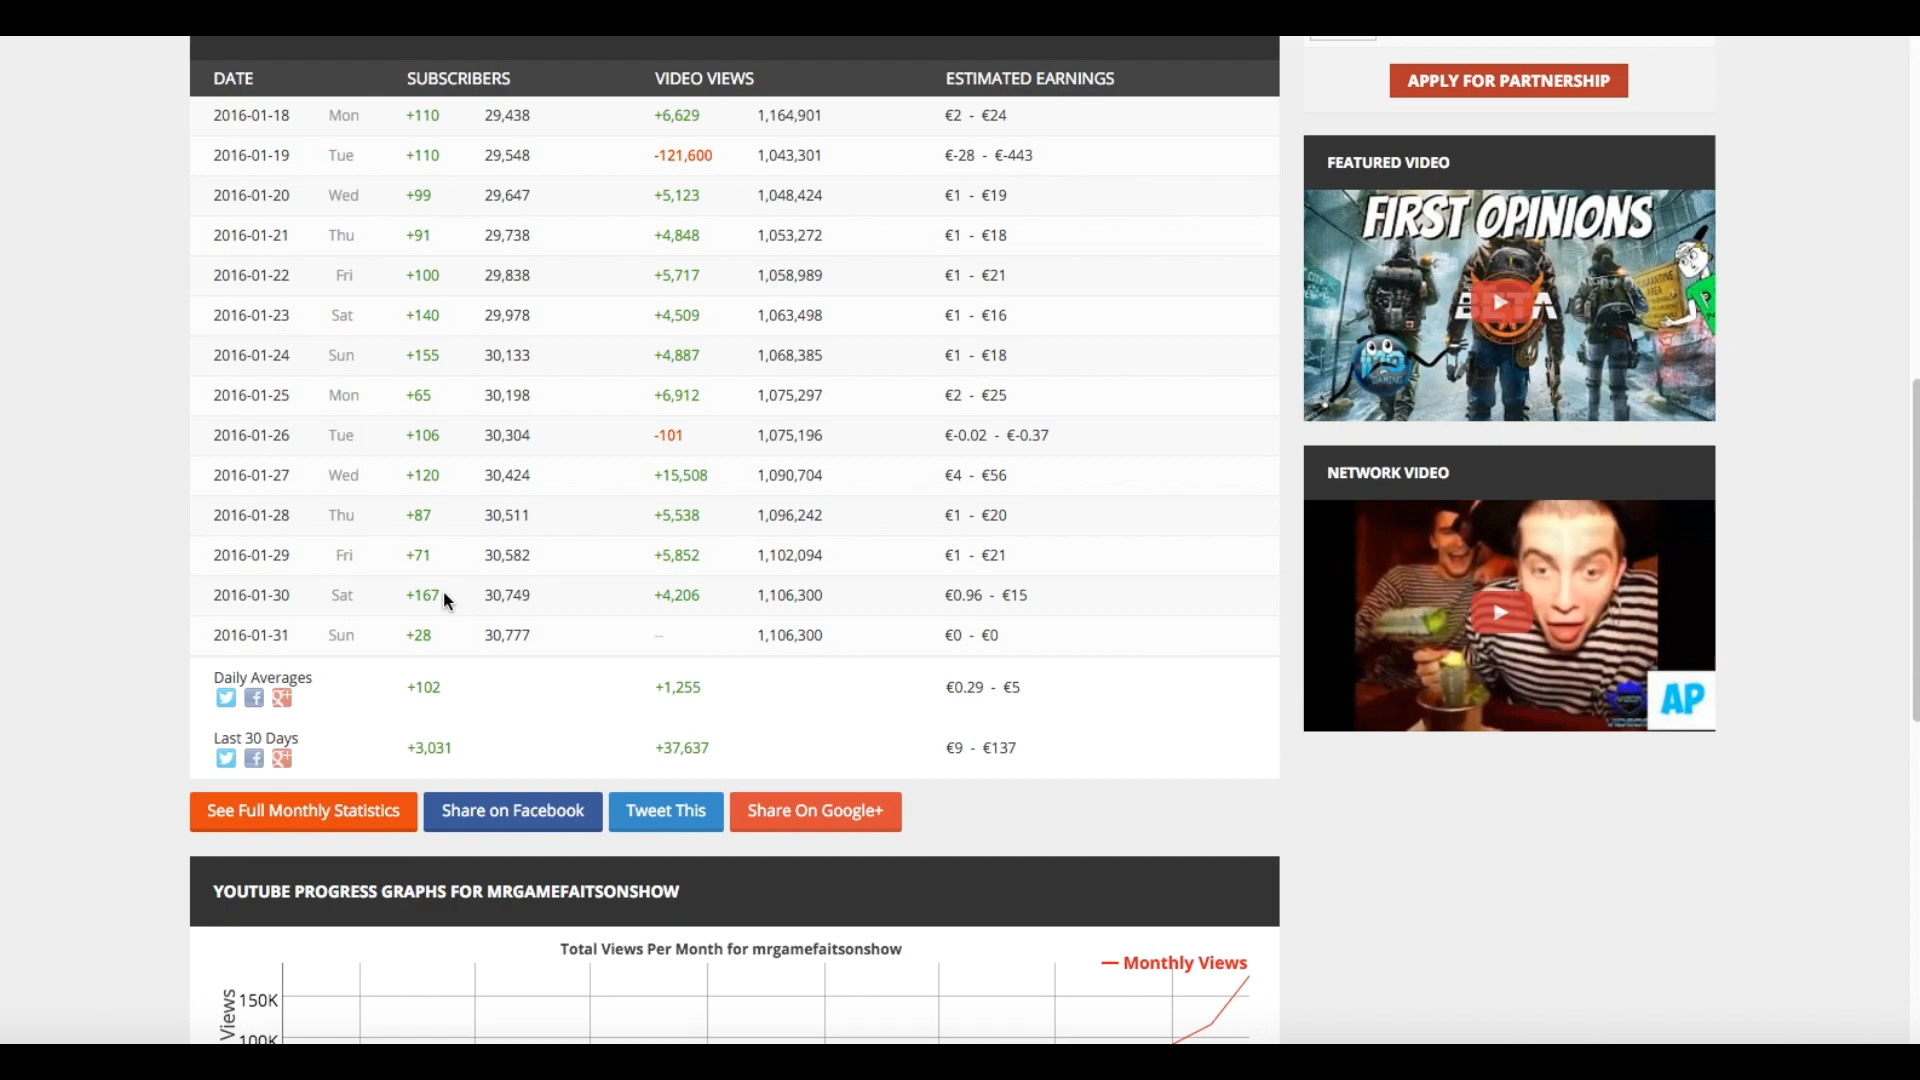 DATE SUBSCRIBERS VIDEO VIEWS ESTIMATED EARNINGS
2016-01-18 Mon +110 29,438 +6,629 1,164,901 €2 - €24
2016-01-19 Tue +110 29,548 -121,600 1,043,301 €-28 - €-443
2016-01-20 Wed +99 29,647 +5,123 1,048,424 €1 - €19
2016-01-21 Thu +91 29,738 +4,848 1,053,272 €1 - €18
2016-01-22 Fri +100 29,838 +5,717 1,058,989 €1 - €21
2016-01-23 Sat +140 29,978 +4,509 1,063,498 €1 - €16
2016-01-24 Sun +155 30,133 +4,887 1,068,385 €1 - €18
2016-01-25 Mon +65 30,198 +6,912 1,075,297 €2 - €25
2016-01-26 Tue +106 30,304 -101 1,075,196 €-0.02 - €-0.37
2016-01-27 Wed +120 30,424 +15,508 1,090,704 €4 - €56
2016-01-28 Thu +87 30,511 +5,538 1,096,242 €1 - €20
2016-01-29 Fri +71 30,582 +5,852 1,102,094 €1 - €21
2016-01-30 Sat +167 30,749 +4,206 1,106,300 €0.96 - €15
2016-01-31 Sun +28 30,777 -- 1,106,300 €0 - €0
Daily Averages +102 +1,255 €0.29 - €5
Last 30 Days +3,031 +37,637 €9 - €137
See Full Monthly Statistics Share on Facebook Tweet This Share On Google+
YOUTUBE PROGRESS GRAPHS FOR MRGAMEFAITSONSHOW
Total Views Per Month for mrgamefaitsonshow
Monthly Views
Views
150K
100K
APPLY FOR PARTNERSHIP
FEATURED VIDEO
FIRST OPINIONS
BETA
NETWORK VIDEO
AP